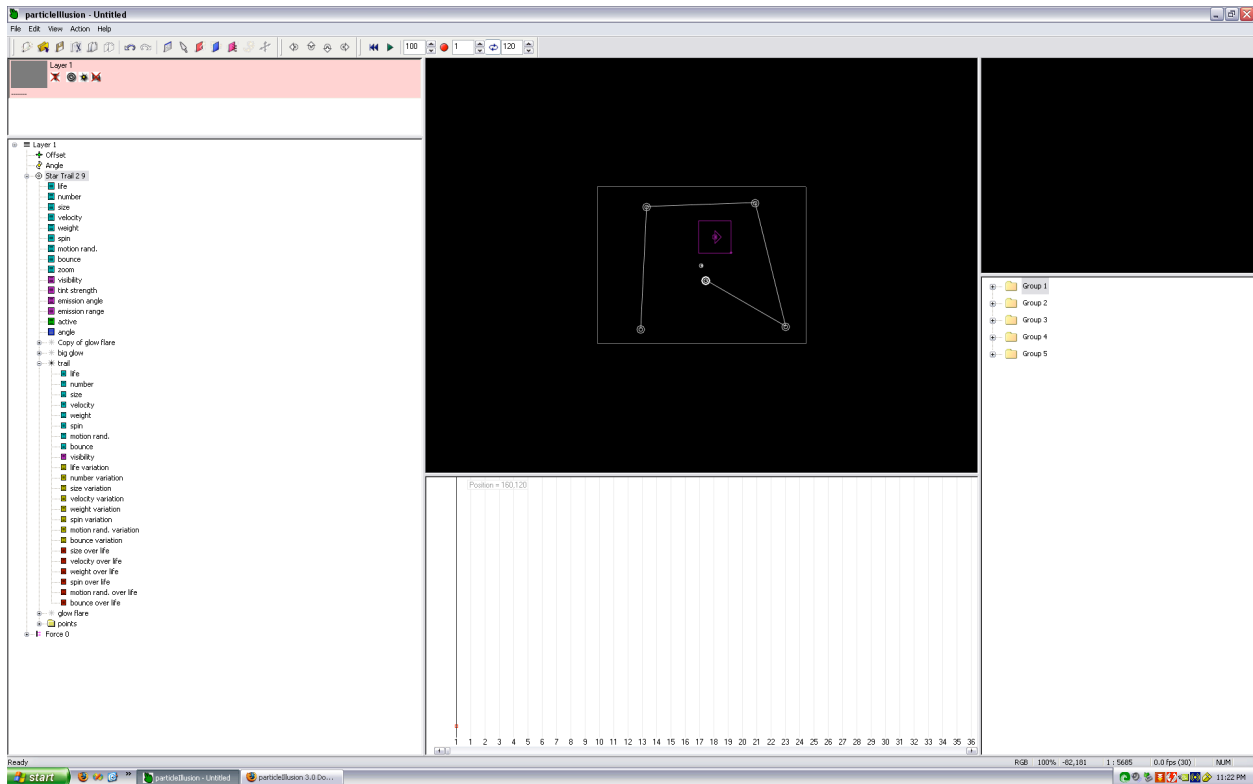 particleIllusion - Untitled
File Edit View Action Help
100 1 120
Layer 1
Layer 1
Offset
Angle
Star Trail 2 9
life
number
size
velocity
weight
spin
motion rand.
bounce
zoom
visibility
tint strength
emission angle
emission range
active
angle
Copy of glow flare
big glow
trail
life
number
size
velocity
weight
spin
motion rand.
bounce
visibility
life variation
number variation
size variation
velocity variation
weight variation
spin variation
motion rand. variation
bounce variation
size over life
velocity over life
weight over life
spin over life
motion rand. over life
bounce over life
glow flare
points
Force 0
Group 1
Group 2
Group 3
Group 4
Group 5
Position = 160,120
1 1 2 3 4 5 6 7 8 9 10 11 12 13 14 15 16 17 18 19 20 21 22 23 24 25 26 27 28 29 30 31 32 33 34 35 36
Ready
RGB 100% -82,181 1 : 5685 0.0 fps (30) NUM
start
particleIllusion - Untitled
particleIllusion 3.0 Do...
11:22 PM